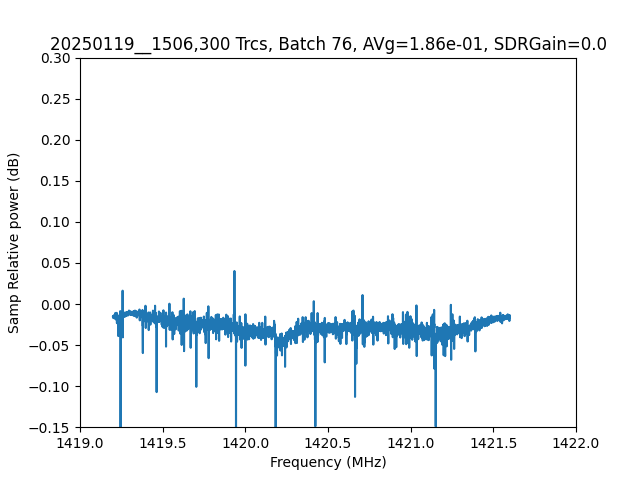 20250119__1506,300 Trcs, Batch 76, AVg=1.86e-01, SDRGain=0.0
0.30
0.25
0.20
0.15
0.10
0.05
0.00
−0.05
−0.10
−0.15
Samp Relative power (dB)
1419.0 1419.5 1420.0 1420.5 1421.0 1421.5 1422.0
Frequency (MHz)